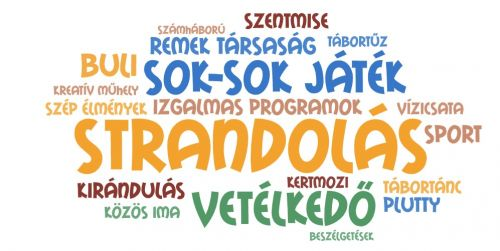 SZÁMHÁBORÚ
SZENTMISE
REMEK TÁRSASÁG
TÁBORTŰZ
BULI
SOK-SOK JÁTÉK
KREATÍV MŰHELY
SZÉP ÉLMÉNYEK
IZGALMAS PROGRAMOK
VÍZICSATA
STRANDOLÁS
SPORT
KIRÁNDULÁS
KERTMOZI
TÁBORTÁNC
KÖZÖS IMA
VETÉLKEDŐ
PLUTTY
BESZÉLGETÉSEK